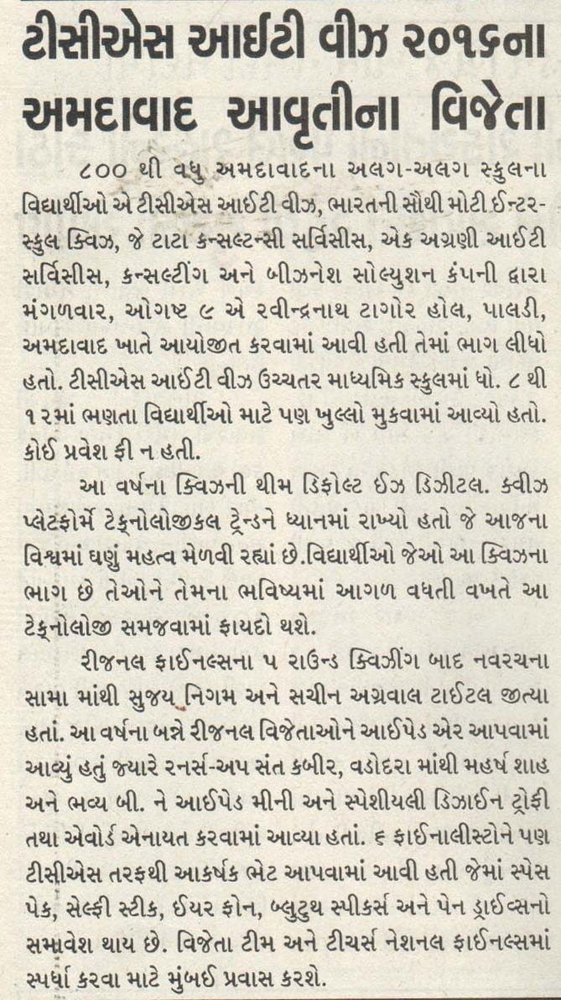 ટીસીએસ આઈટી વીઝ ૨૦૧૬ના
અમદાવાદ આવૃતીના વિજેતા
૮૦૦ થી વધુ અમદાવાદના અલગ-અલગ સ્કુલના
વિદ્યાર્થીઓ એ ટીસીએસ આઈટી વીઝ, ભારતની સૌથી મોટી ઈન્ટર-
સ્કુલ ક્વિઝ, જે ટાટા કન્સલ્ટન્સી સર્વિસીસ, એક અગ્રણી આઈટી
સર્વિસીસ, કન્સલ્ટીંગ અને બીઝનેશ સોલ્યુશન કંપની દ્વારા
મંગળવાર, ઓગષ્ટ ૯ એ રવીન્દ્રનાથ ટાગોર હોલ, પાલડી,
અમદાવાદ ખાતે આયોજીત કરવામાં આવી હતી તેમાં ભાગ લીધો
હતો. ટીસીએસ આઈટી વીઝ ઉચ્ચતર માધ્યમિક સ્કુલમાં ધો. ૮ થી
૧૨માં ભણતા વિદ્યાર્થીઓ માટે પણ ખુલ્લો મુકવામાં આવ્યો હતો.
કોઈ પ્રવેશ ફી ન હતી.
આ વર્ષના ક્વિઝની થીમ ડિફોલ્ટ ઈઝ ડિઝીટલ. ક્વીઝ
પ્લેટફોર્મે ટેક્નોલોજીકલ ટ્રેન્ડને ધ્યાનમાં રાખ્યો હતો જે આજના
વિશ્વમાં ઘણું મહત્વ મેળવી રહ્યાં છે.વિદ્યાર્થીઓ જેઓ આ ક્વિઝના
ભાગ છે તેઓને તેમના ભવિષ્યમાં આગળ વધતી વખતે આ
ટેક્નોલોજી સમજવામાં ફાયદો થશે.
રીજનલ ફાઈનલ્સના ૫ રાઉન્ડ ક્વિઝીંગ બાદ નવરચના
સામા માંથી સુજય નિગમ અને સચીન અગ્રવાલ ટાઈટલ જીત્યા
હતાં. આ વર્ષના બન્ને રીજનલ વિજેતાઓને આઈપેડ એર આપવામાં
આવ્યું હતું જ્યારે રનર્સ-અપ સંત કબીર, વડોદરા માંથી મહર્ષ શાહ
અને ભવ્ય બી. ને આઈપેડ મીની અને સ્પેશીયલી ડિઝાઈન ટ્રોફી
તથા એવોર્ડ એનાયત કરવામાં આવ્યા હતાં. ૬ ફાઈનાલીસ્ટોને પણ
ટીસીએસ તરફથી આકર્ષક ભેટ આપવામાં આવી હતી જેમાં સ્પેસ
પેક, સેલ્ફી સ્ટીક, ઈયર ફોન, બ્લુટુથ સ્પીકર્સ અને પેન ડ્રાઈવ્સનો
સમાવેશ થાય છે. વિજેતા ટીમ અને ટીચર્સ નેશનલ ફાઈનલ્સમાં
સ્પર્ધા કરવા માટે મુંબઈ પ્રવાસ કરશે.